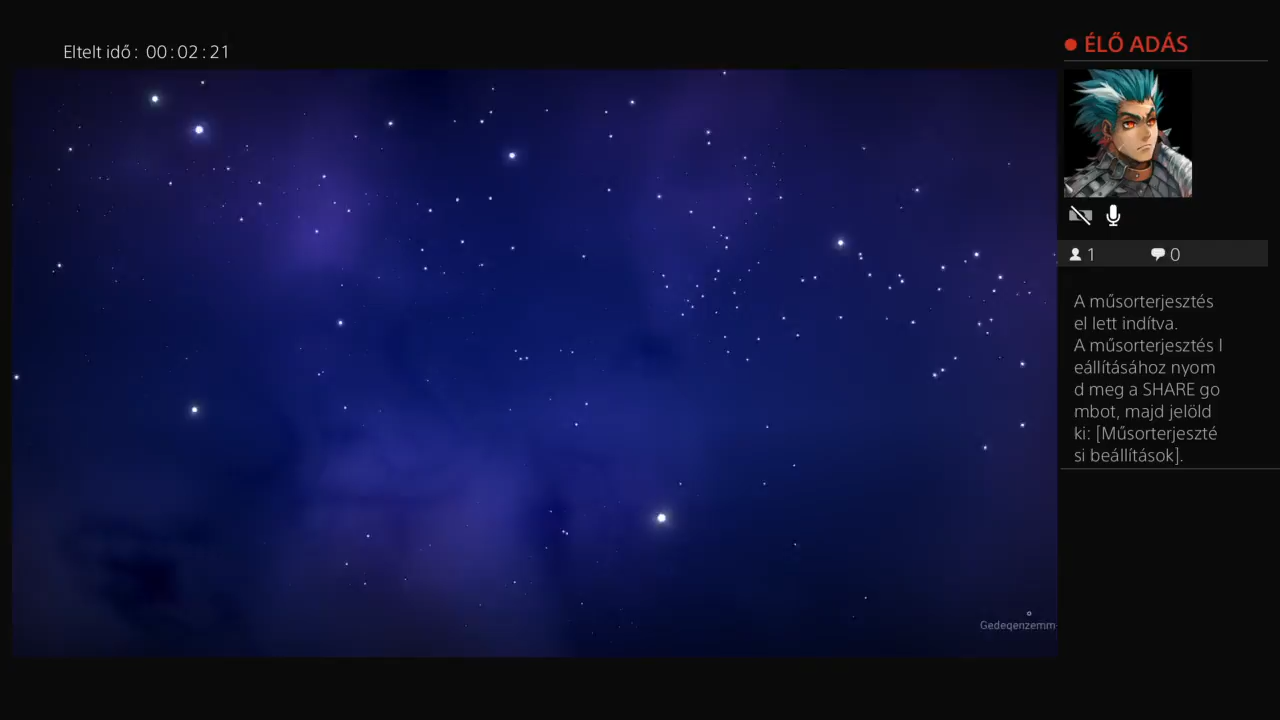 Eltelt idő: 00:02:21
ÉLŐ ADÁS
1 0
A műsorterjesztés
el lett indítva.
A műsorterjesztés l
eállításához nyom
d meg a SHARE go
mbot, majd jelöld
ki: [Műsorterjeszté
si beállítások].
Gedeqenzemm